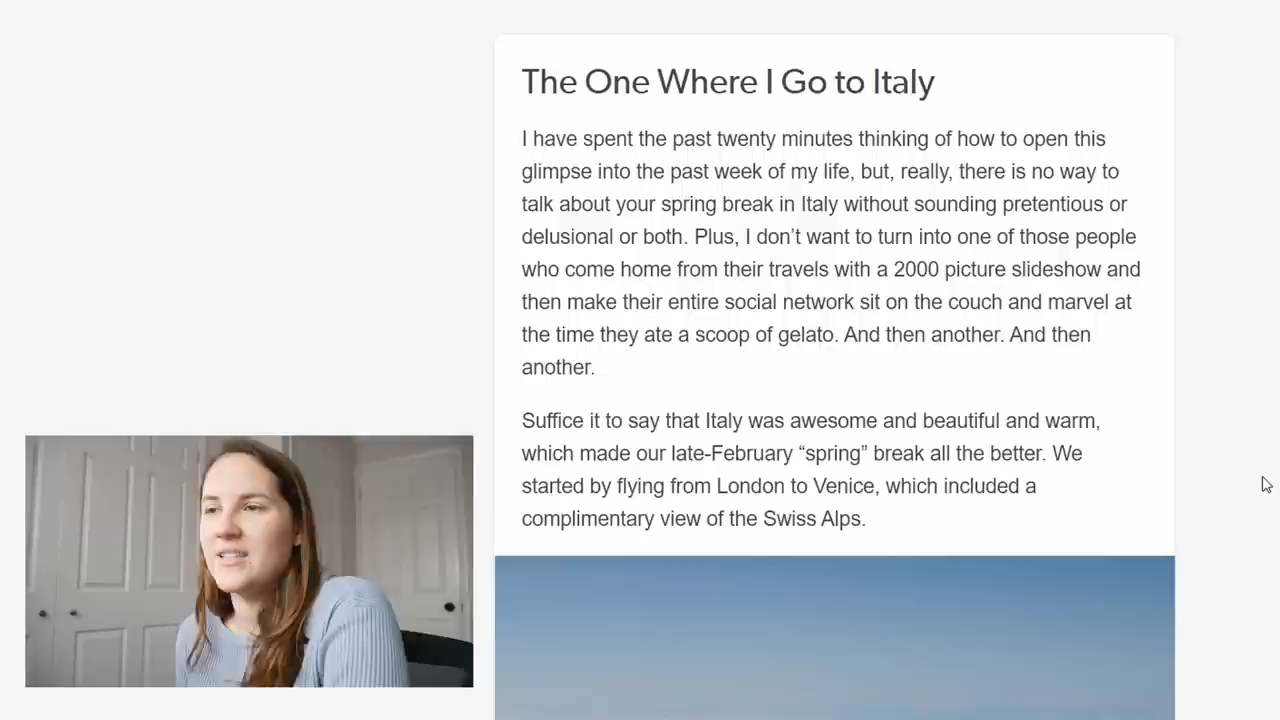 The One Where I Go to Italy
I have spent the past twenty minutes thinking of how to open this
glimpse into the past week of my life, but, really, there is no way to
talk about your spring break in Italy without sounding pretentious or
delusional or both. Plus, I don’t want to turn into one of those people
who come home from their travels with a 2000 picture slideshow and
then make their entire social network sit on the couch and marvel at
the time they ate a scoop of gelato. And then another. And then
another.
Suffice it to say that Italy was awesome and beautiful and warm,
which made our late-February “spring” break all the better. We
started by flying from London to Venice, which included a
complimentary view of the Swiss Alps.